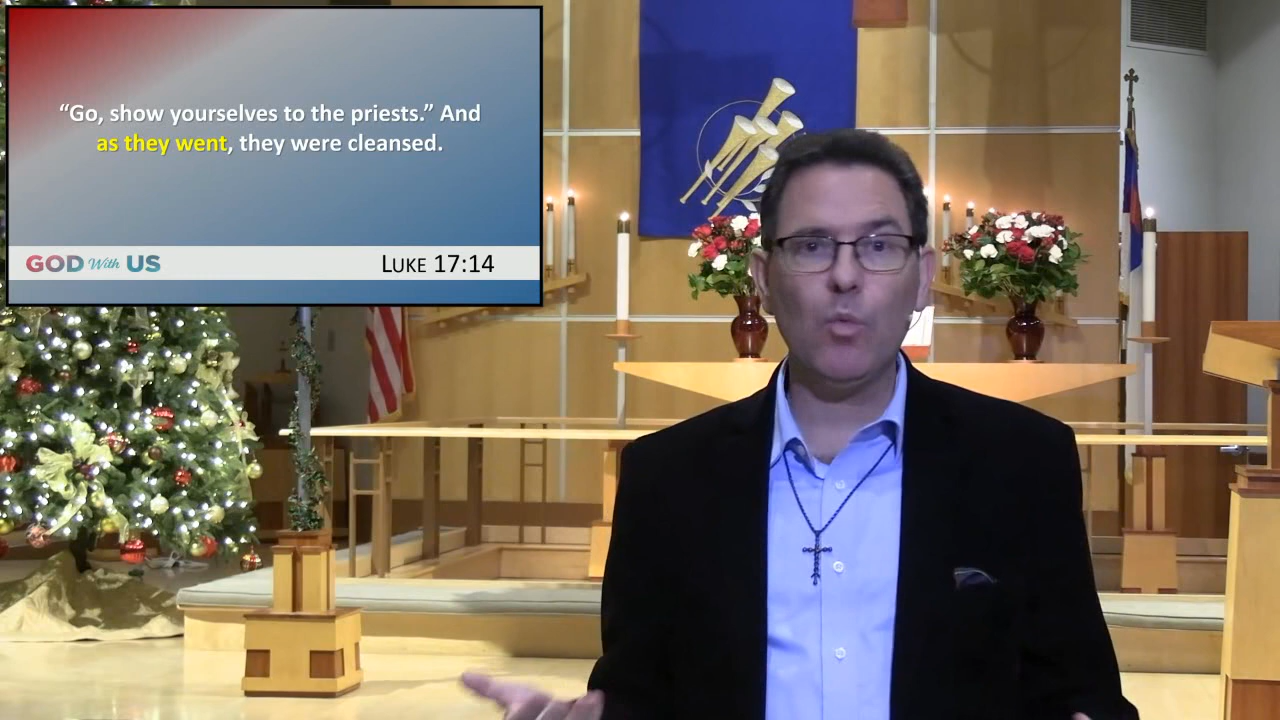 “Go, show yourselves to the priests.” And
as they went, they were cleansed.
GOD With US
LUKE 17:14